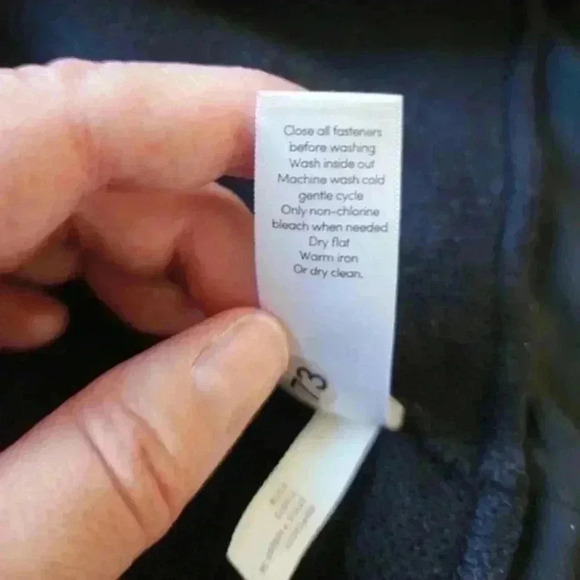 Close all fasteners
before washing
Wash inside out
Machine wash cold
gentle cycle
Only non-chlorine
bleach when needed
Dry flat
Warm iron
Or dry clean.
73